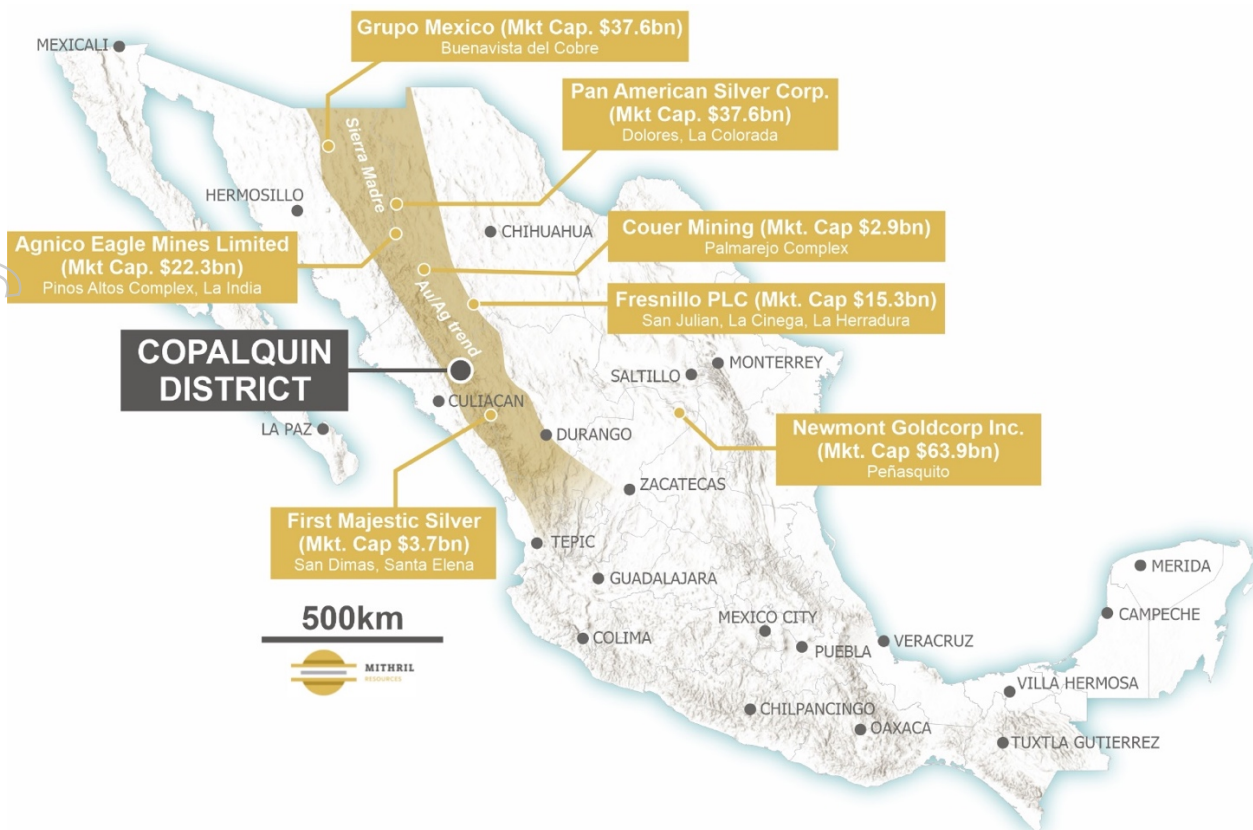 Grupo Mexico (Mkt Cap. $37.6bn)
Buenavista del Cobre
MEXICALI
Pan American Silver Corp.
(Mkt Cap. $37.6bn)
Dolores, La Colorada
Sierra Madre
HERMOSILLO
CHIHUAHUA
Couer Mining (Mkt. Cap $2.9bn)
Palmarejo Complex
Agnico Eagle Mines Limited
(Mkt Cap. $22.3bn)
Pinos Altos Complex, La India
Au/Ag trend
Fresnillo PLC (Mkt. Cap $15.3bn)
San Julian, La Cinega, La Herradura
COPALQUIN
DISTRICT
MONTERREY
SALTILLO
CULIACAN
LA PAZ
DURANGO
Newmont Goldcorp Inc.
(Mkt. Cap $63.9bn)
Peñasquito
ZACATECAS
First Majestic Silver
(Mkt. Cap $3.7bn)
San Dimas, Santa Elena
TEPIC
GUADALAJARA
MERIDA
CAMPECHE
500km
MEXICO CITY
COLIMA
PUEBLA
VERACRUZ
MITHRIL
RESOURCES
VILLA HERMOSA
CHILPANCINGO
OAXACA
TUXTLA GUTIERREZ